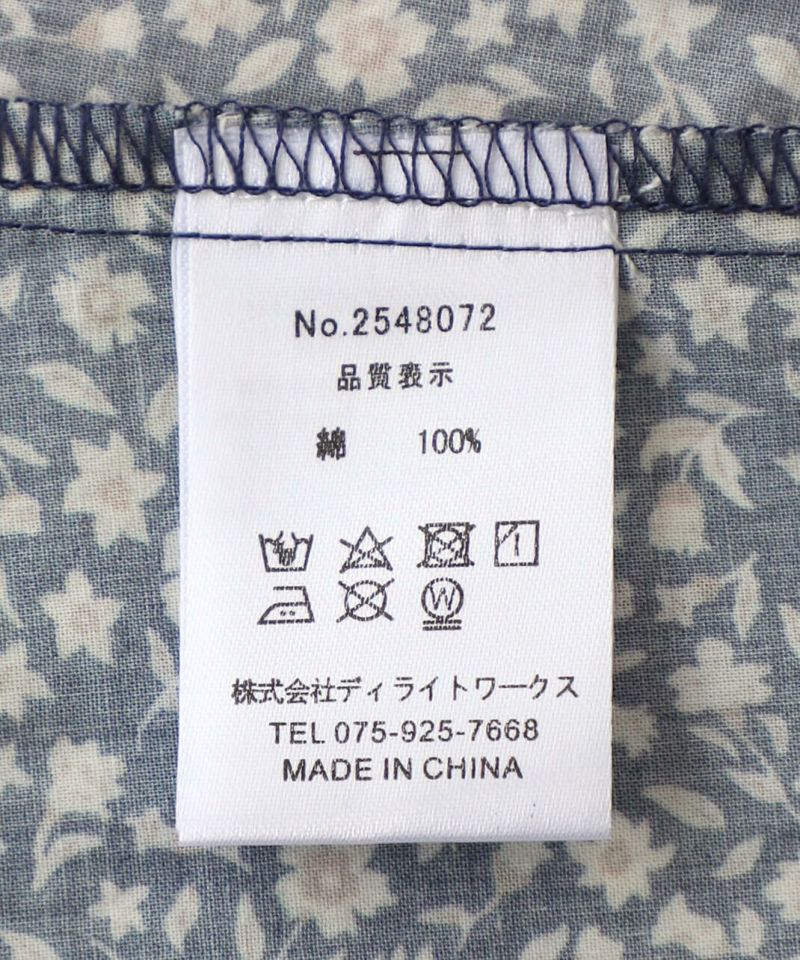 No.2548072
品質表示
綿 100%
W
株式会社ディライトワークス
TEL 075-925-7668
MADE IN CHINA